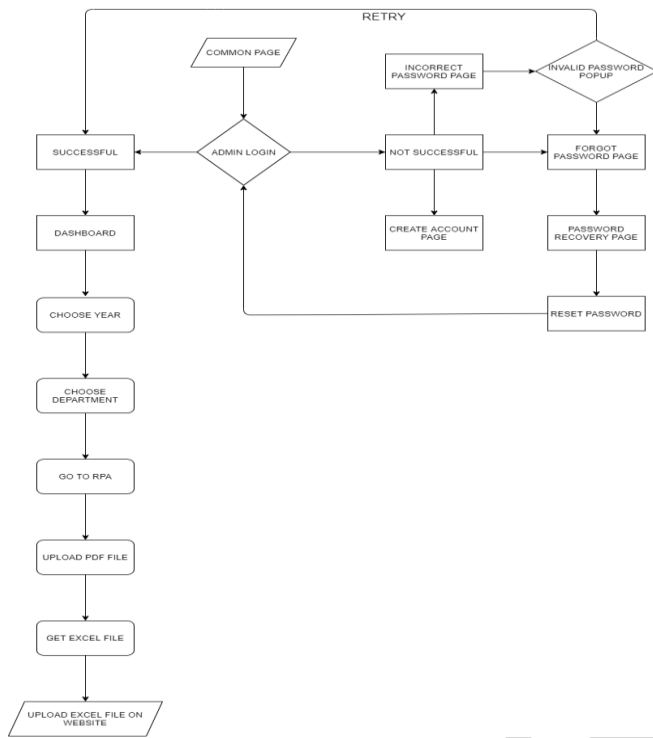 RETRY
COMMON PAGE
INCORRECT
PASSWORD PAGE
INVALID PASSWORD
POPUP
SUCCESSFUL
ADMIN LOGIN
NOT SUCCESSFUL
FORGOT
PASSWORD PAGE
DASHBOARD
CREATE ACCOUNT
PAGE
PASSWORD
RECOVERY PAGE
CHOOSE YEAR
RESET PASSWORD
CHOOSE
DEPARTMENT
GO TO RPA
UPLOAD PDF FILE
GET EXCEL FILE
UPLOAD EXCEL FILE ON
WEBSITE